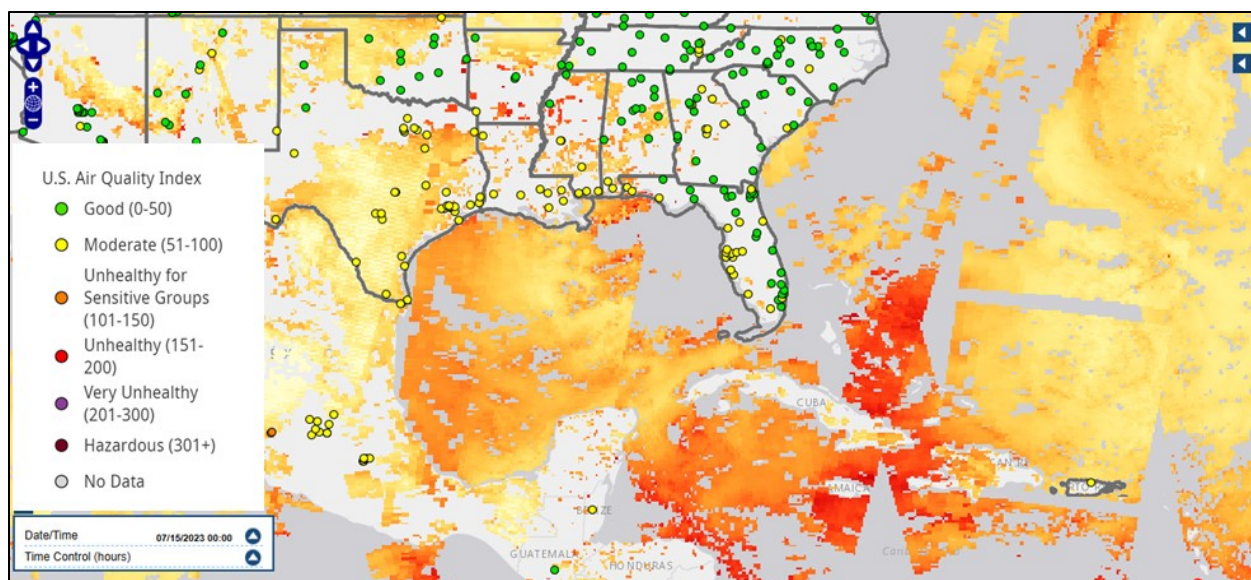 U.S. Air Quality Index
Good (0-50)
Moderate (51-100)
Unhealthy for
Sensitive Groups
(101-150)
Unhealthy (151-
200)
Very Unhealthy
(201-300)
Hazardous (301+)
No Data
Date/Time 07/15/2023 00:00
Time Control (hours)
CUBA
GUATEMALA
HONDURAS